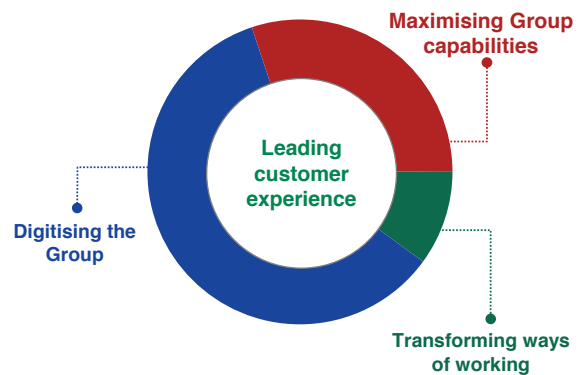 Maximising Group
capabilities
Leading
customer
experience
Digitising the
Group
Transforming ways
of working